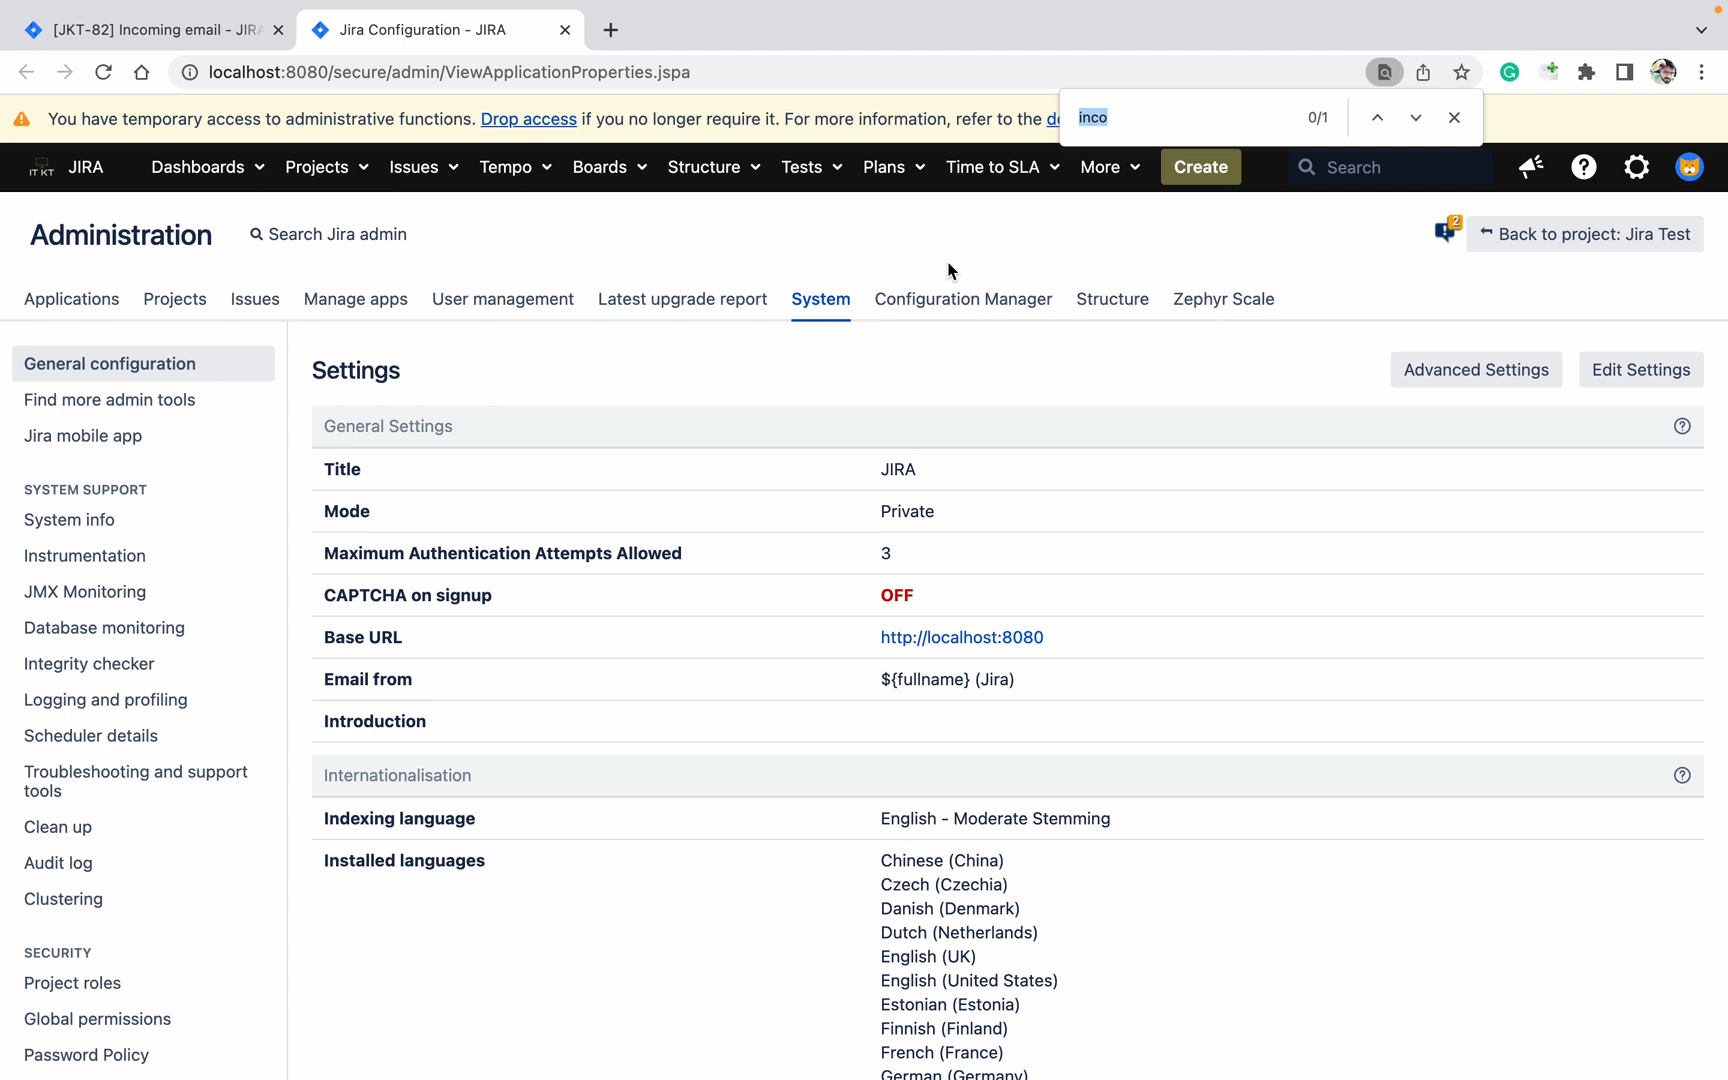 [JKT-82] Incoming email - JIR
Jira Configuration - JIRA
localhost:8080/secure/admin/ViewApplicationProperties.jspa
You have temporary access to administrative functions. Drop access if you no longer require it. For more information, refer to the
inco 0/1
IT KT JIRA Dashboards Projects Issues Tempo Boards Structure Tests Plans Time to SLA More Create Search
Administration Search Jira admin 2 Back to project: Jira Test
Applications Projects Issues Manage apps User management Latest upgrade report System Configuration Manager Structure Zephyr Scale
General configuration
Find more admin tools
Jira mobile app
SYSTEM SUPPORT
System info
Instrumentation
JMX Monitoring
Database monitoring
Integrity checker
Logging and profiling
Scheduler details
Troubleshooting and support
tools
Clean up
Audit log
Clustering
SECURITY
Project roles
Global permissions
Password Policy
Settings Advanced Settings Edit Settings
General Settings
Title JIRA
Mode Private
Maximum Authentication Attempts Allowed 3
CAPTCHA on signup OFF
Base URL http://localhost:8080
Email from ${fullname} (Jira)
Introduction
Internationalisation
Indexing language English - Moderate Stemming
Installed languages Chinese (China)
Czech (Czechia)
Danish (Denmark)
Dutch (Netherlands)
English (UK)
English (United States)
Estonian (Estonia)
Finnish (Finland)
French (France)
German (Germany)